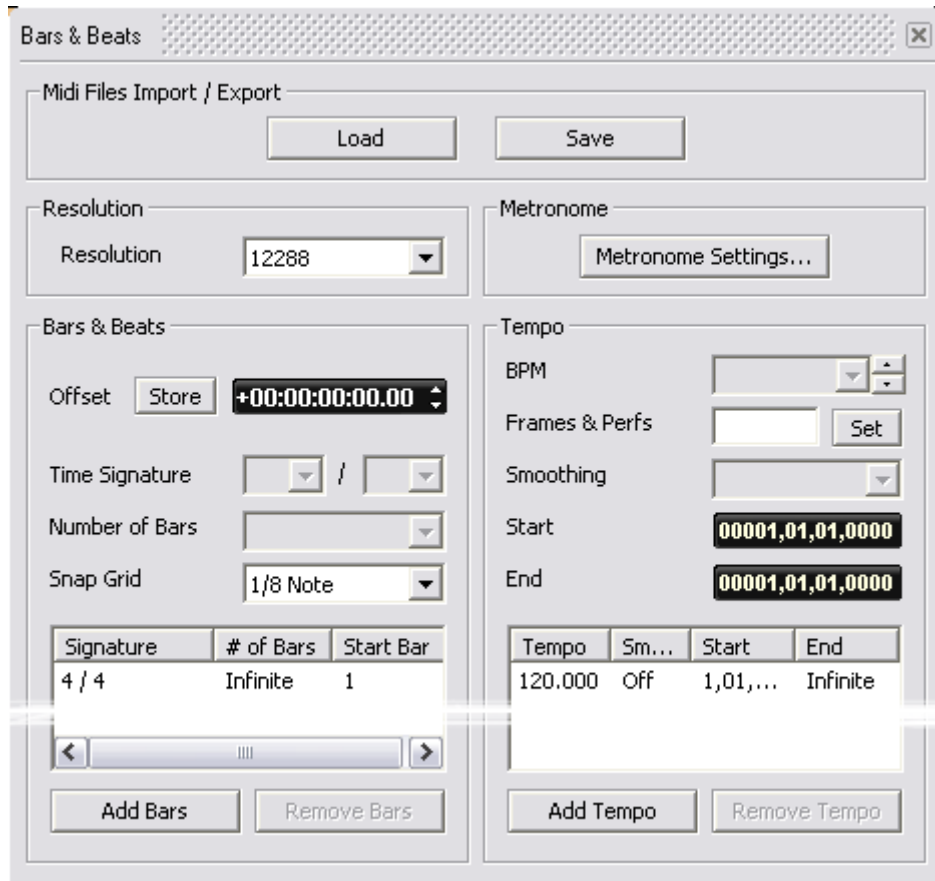 Bars & Beats
Midi Files Import / Export
Load Save
Resolution
Resolution 12288
Metronome
Metronome Settings...
Bars & Beats
Offset Store +00:00:00:00.00
Time Signature /
Number of Bars
Snap Grid 1/8 Note
Signature # of Bars Start Bar
4 / 4 Infinite 1
Add Bars Remove Bars
Tempo
BPM
Frames & Perfs Set
Smoothing
Start 00001,01,01,0000
End 00001,01,01,0000
Tempo Sm... Start End
120.000 Off 1,01,... Infinite
Add Tempo Remove Tempo